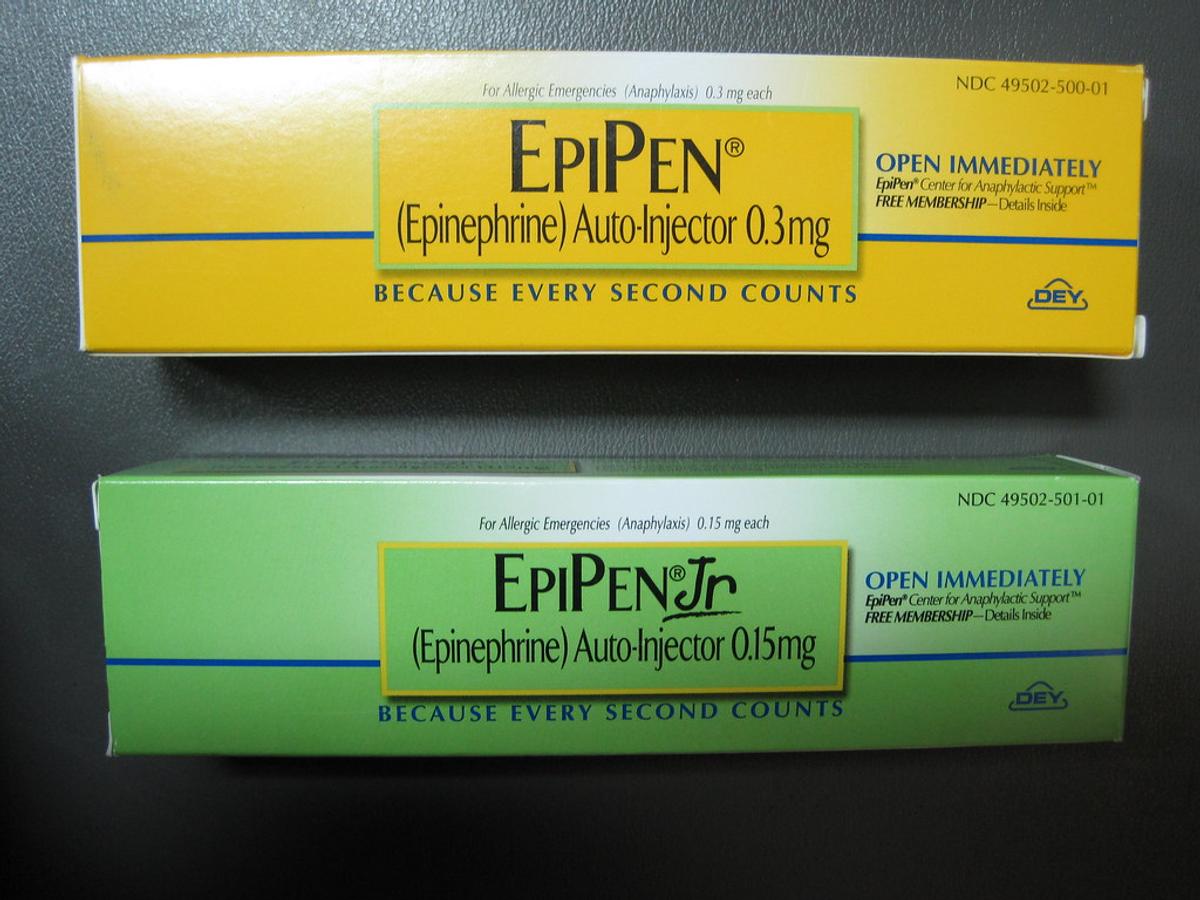 For Allergic Emergencies (Anaphylaxis) 0.3 mg each
NDC 49502-500-01
EPIPEN®
(Epinephrine) Auto-Injector 0.3mg
OPEN IMMEDIATELY
EpiPen® Center for Anaphylactic Support™
FREE MEMBERSHIP—Details Inside
BECAUSE EVERY SECOND COUNTS
DEY
NDC 49502-501-01
For Allergic Emergencies (Anaphylaxis) 0.15 mg each
EPIPEN® Jr
(Epinephrine) Auto-Injector 0.15mg
OPEN IMMEDIATELY
EpiPen® Center for Anaphylactic Support™
FREE MEMBERSHIP—Details Inside
BECAUSE EVERY SECOND COUNTS
DEY